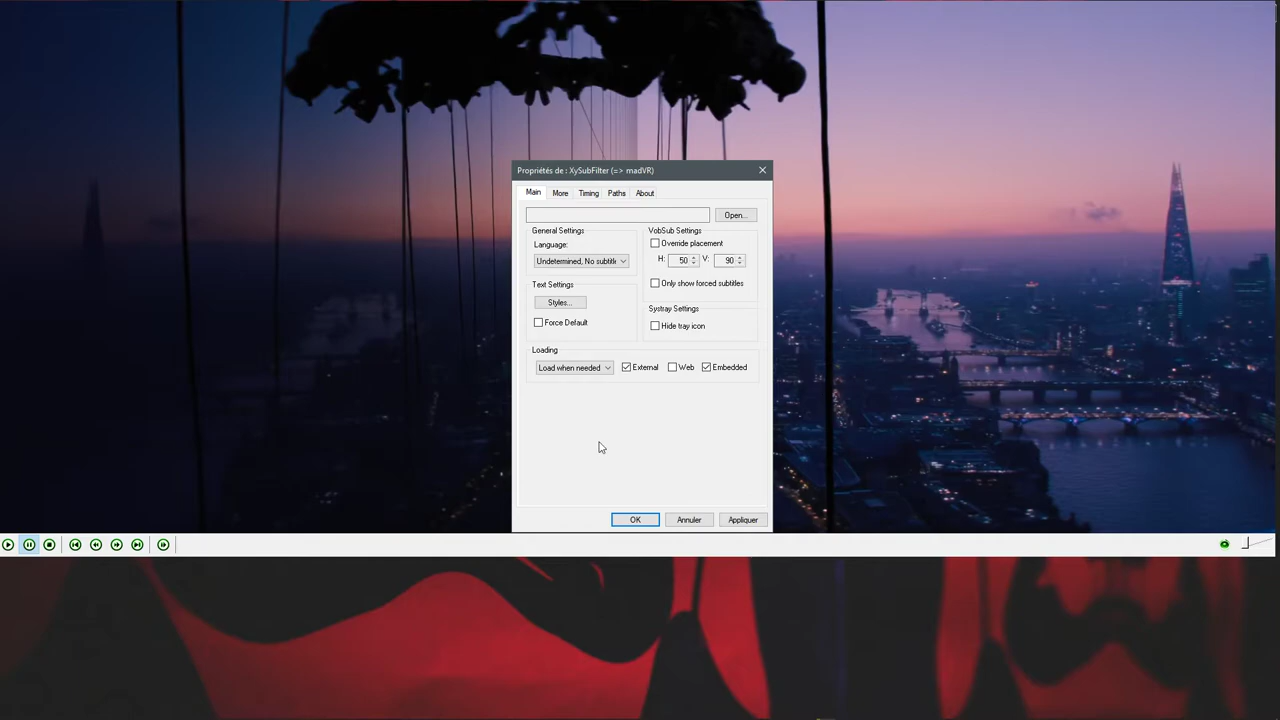 Propriétés de : XySubFilter (=> madVR)
Main More Timing Paths About
Open...
General Settings
VobSub Settings
Language:
Override placement
Undetermined, No subtitle
H: 50 V: 90
Text Settings
Only show forced subtitles
Styles...
Systray Settings
Force Default
Hide tray icon
Loading
Load when needed External Web Embedded
OK Annuler Appliquer